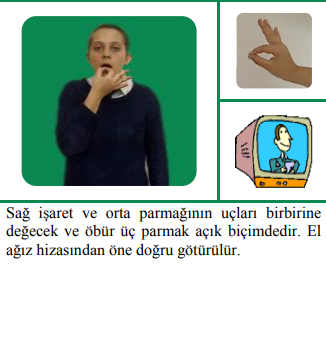 Sağ işaret ve orta parmağının uçları birbirine
değecek ve öbür üç parmak açık biçimdedir. El
ağız hizasından öne doğru götürülür.